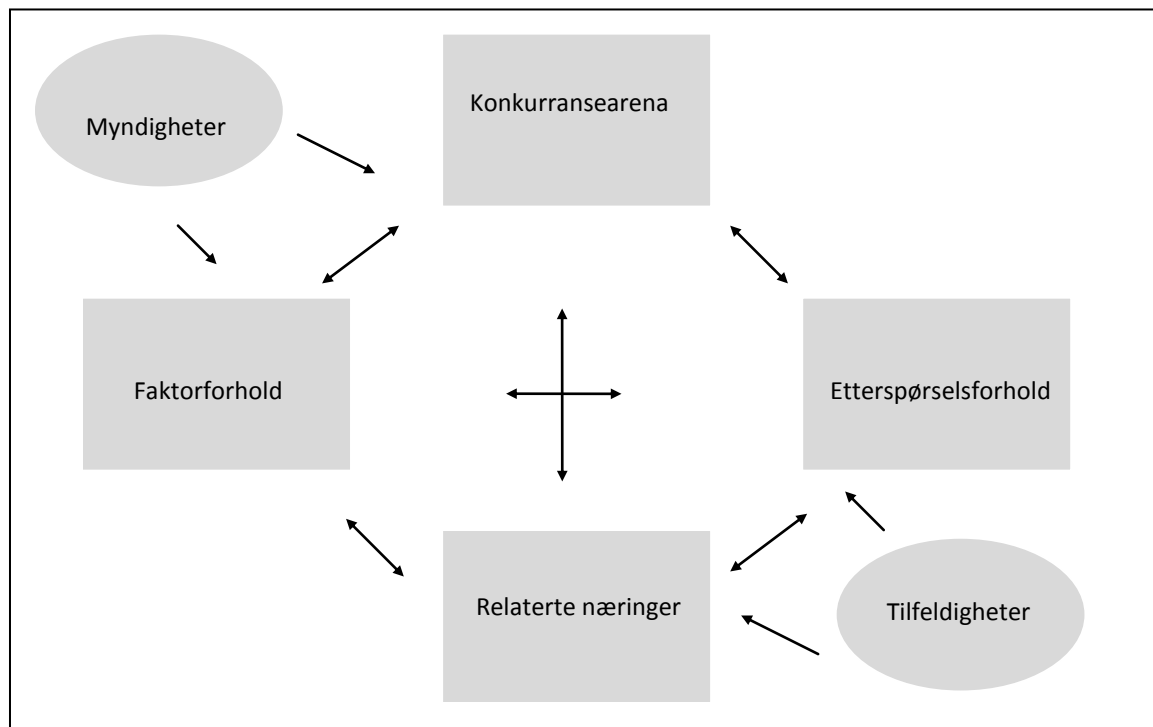 Myndigheter
Konkurransearena
Faktorforhold
Etterspørselsforhold
Relaterte næringer
Tilfeldigheter